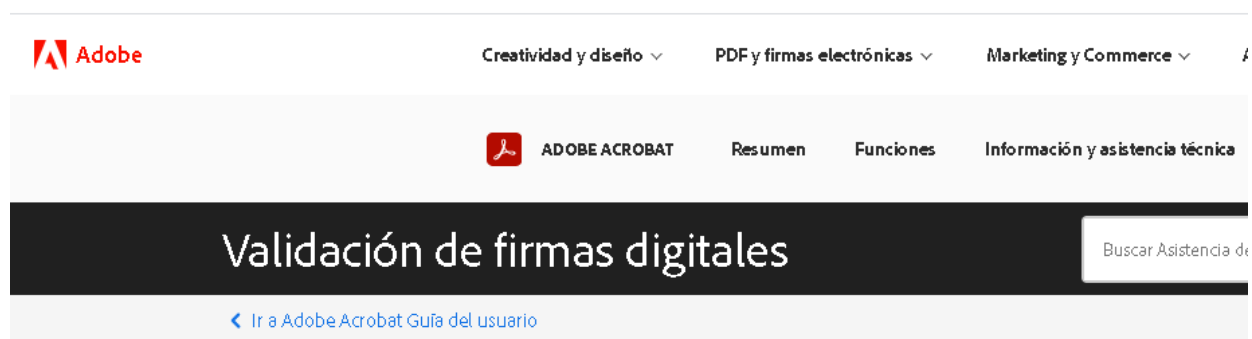 Adobe
Creatividad y diseño
PDF y firmas electrónicas
Marketing y Commerce
ADOBE ACROBAT
Resumen
Funciones
Información y asistencia técnica
Validación de firmas digitales
Buscar Asistencia de
Ir a Adobe Acrobat Guía del usuario